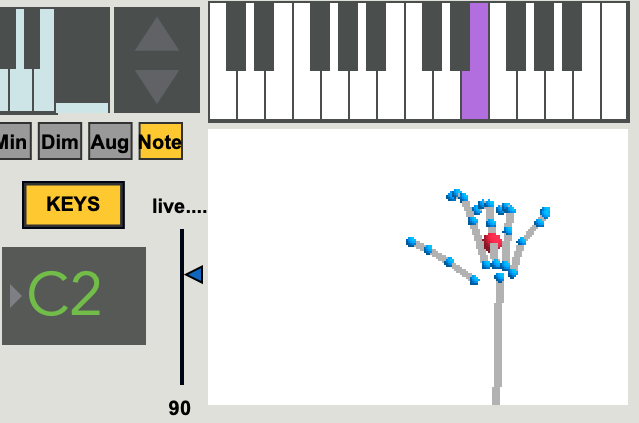 Min Dim Aug Note
KEYS
live....
C2
90